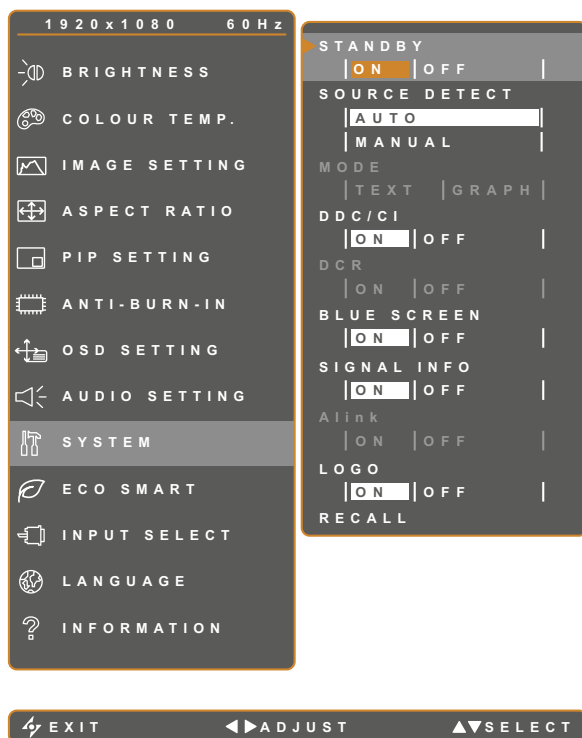 1920x1080 60Hz
BRIGHTNESS
COLOUR TEMP.
IMAGE SETTING
ASPECT RATIO
PIP SETTING
ANTI-BURN-IN
OSD SETTING
AUDIO SETTING
SYSTEM
ECO SMART
INPUT SELECT
LANGUAGE
INFORMATION
STANDBY
ON OFF
SOURCE DETECT
AUTO
MANUAL
MODE
TEXT GRAPH
DDC/CI
ON OFF
DCR
ON OFF
BLUE SCREEN
ON OFF
SIGNAL INFO
ON OFF
Alink
ON OFF
LOGO
ON OFF
RECALL
EXIT ADJUST SELECT